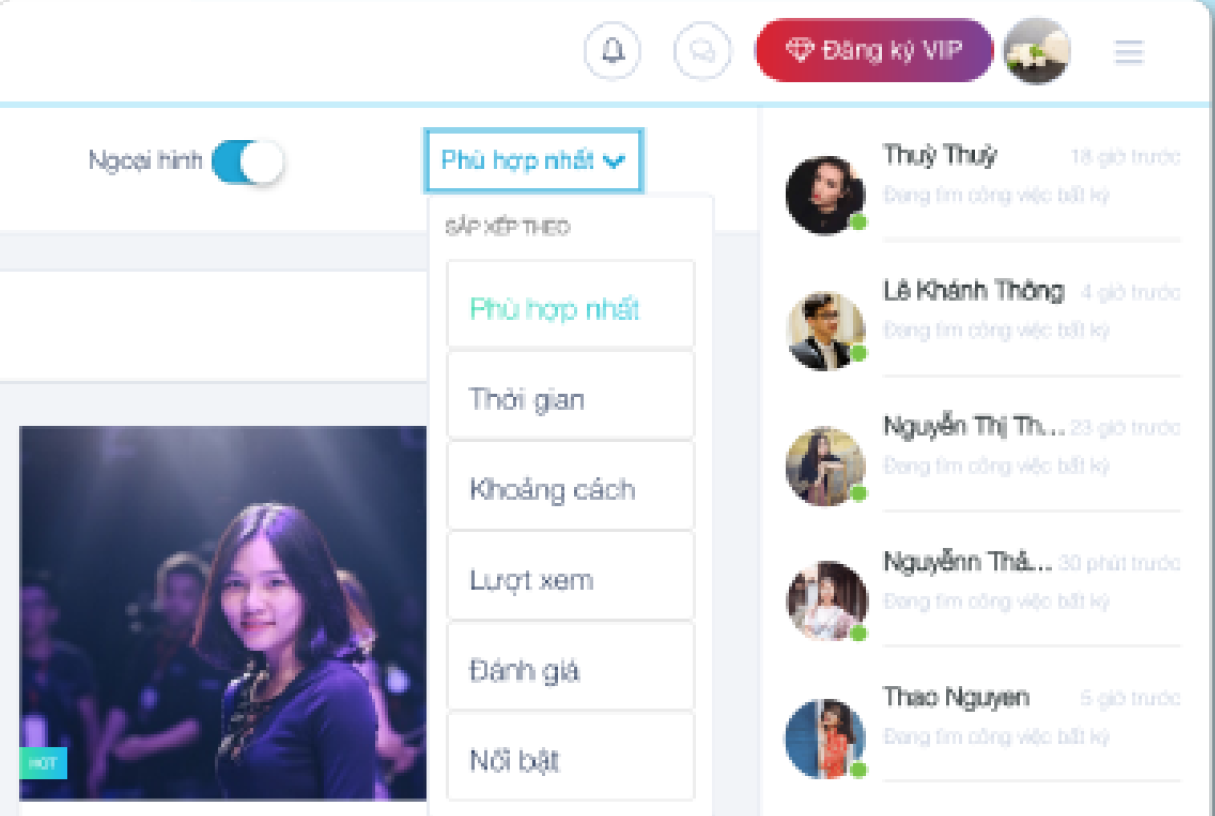 Đăng ký VIP
Ngoại hình
Phù hợp nhất
SẮP XẾP THEO
Phù hợp nhất
Thời gian
Khoảng cách
Lượt xem
Đánh giá
Nổi bật
HOT
Thuỳ Thuỳ 18 giờ trước
Đang tìm công việc bất kỳ
Lê Khánh Thông 4 giờ trước
Đang tìm công việc bất kỳ
Nguyễn Thị Th... 23 giờ trước
Đang tìm công việc bất kỳ
Nguyễnn Thả... 30 phút trước
Đang tìm công việc bất kỳ
Thao Nguyen 5 giờ trước
Đang tìm công việc bất kỳ